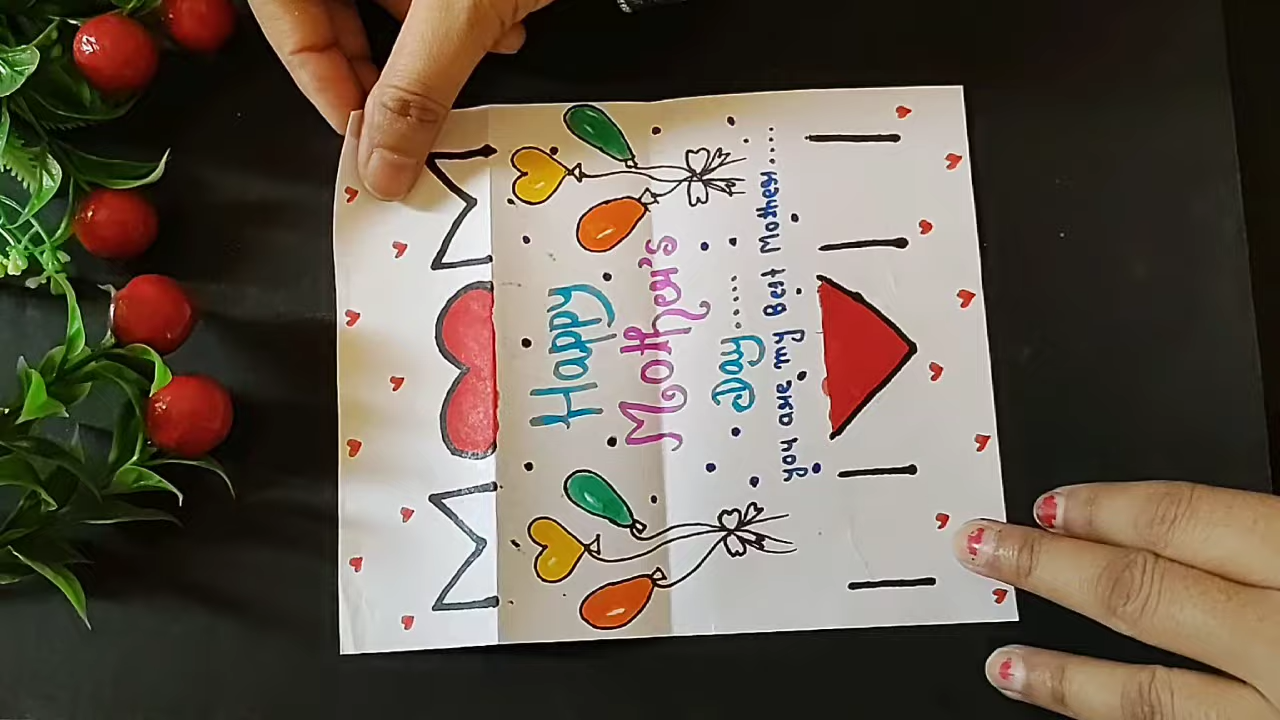 M M
Happy
Mother's
Day.....
you are my Best Mother....